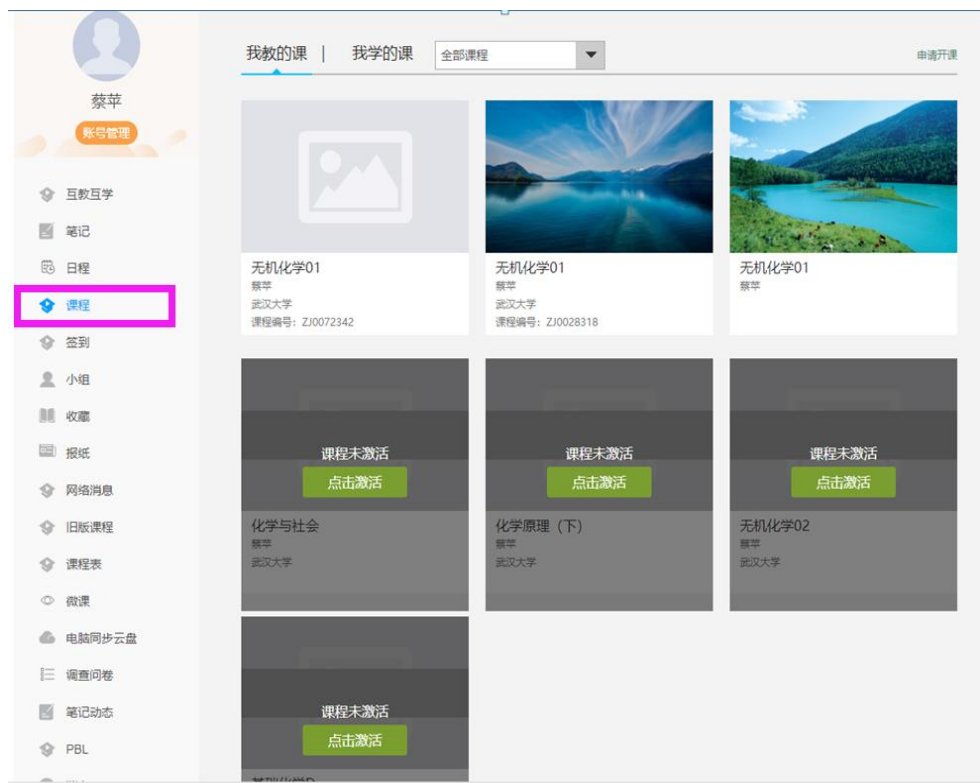 蔡苹
账号管理
互教互学
笔记
日程
课程
签到
小组
收藏
报纸
网络消息
旧版课程
课程表
微课
电脑同步云盘
调查问卷
笔记动态
PBL
我教的课 | 我学的课 全部课程 申请开课
无机化学01
蔡苹
武汉大学
课程编号：ZJ0072342
无机化学01
蔡苹
武汉大学
课程编号：ZJ0028318
无机化学01
蔡苹
课程未激活
点击激活
化学与社会
蔡苹
武汉大学
课程未激活
点击激活
化学原理（下）
蔡苹
武汉大学
课程未激活
点击激活
无机化学02
蔡苹
武汉大学
课程未激活
点击激活